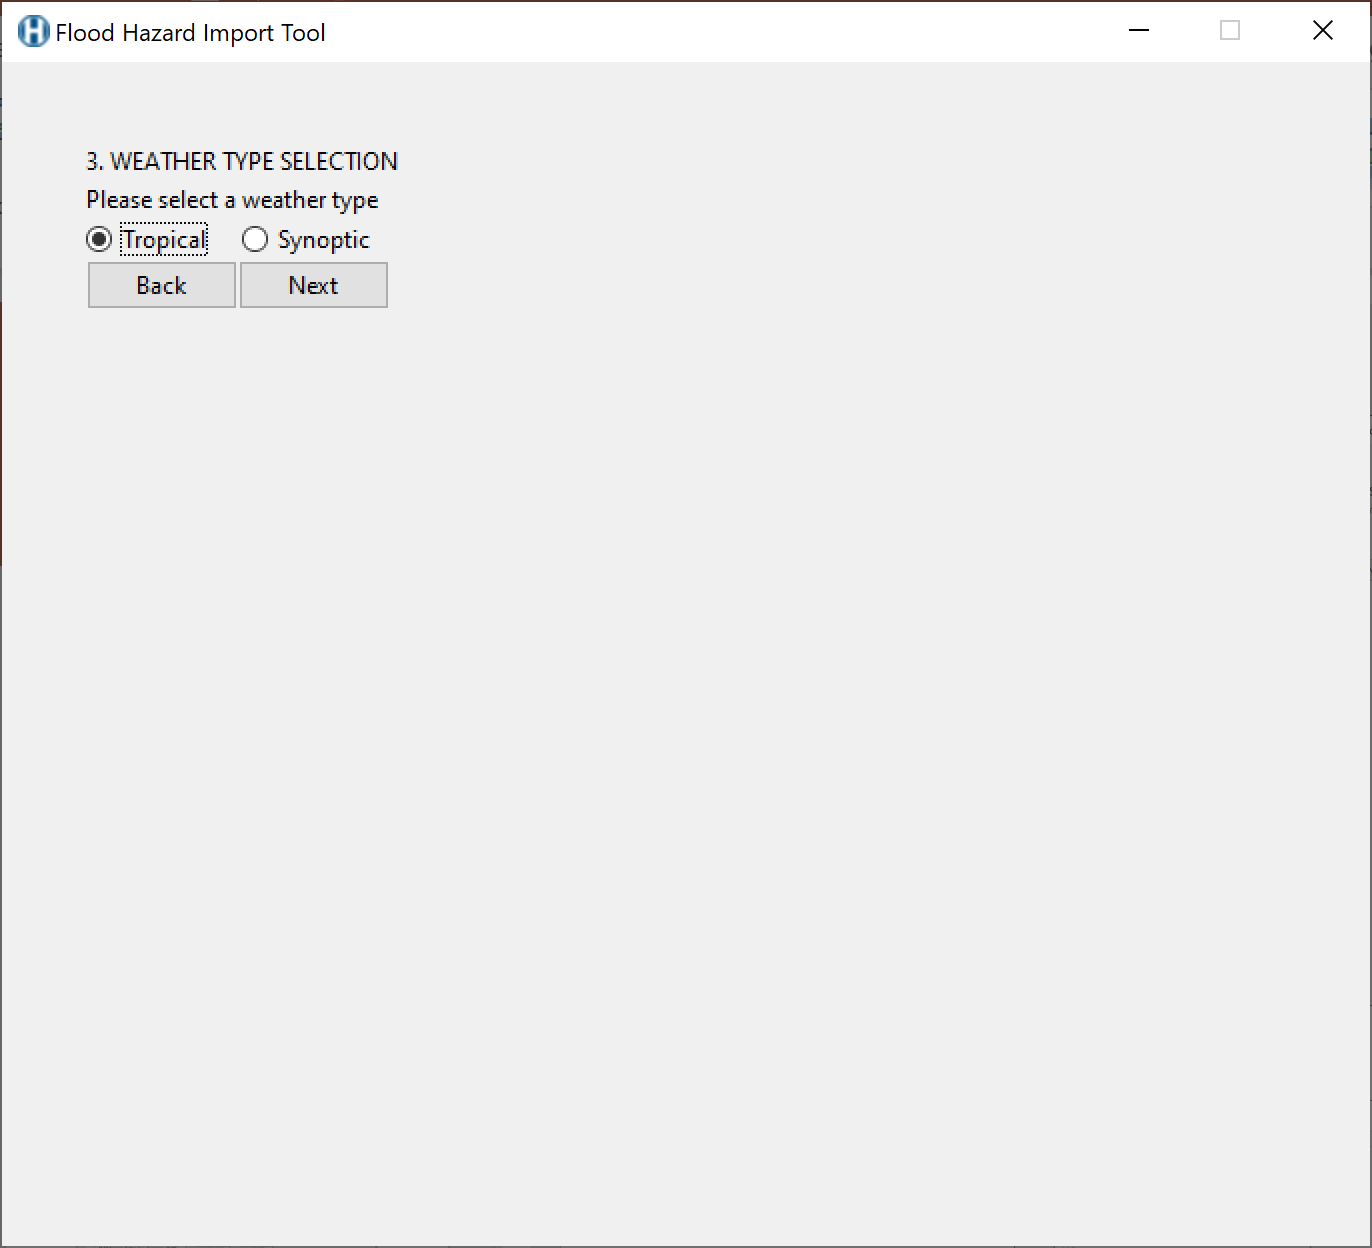 Flood Hazard Import Tool
3. WEATHER TYPE SELECTION
Please select a weather type
Tropical Synoptic
Back Next